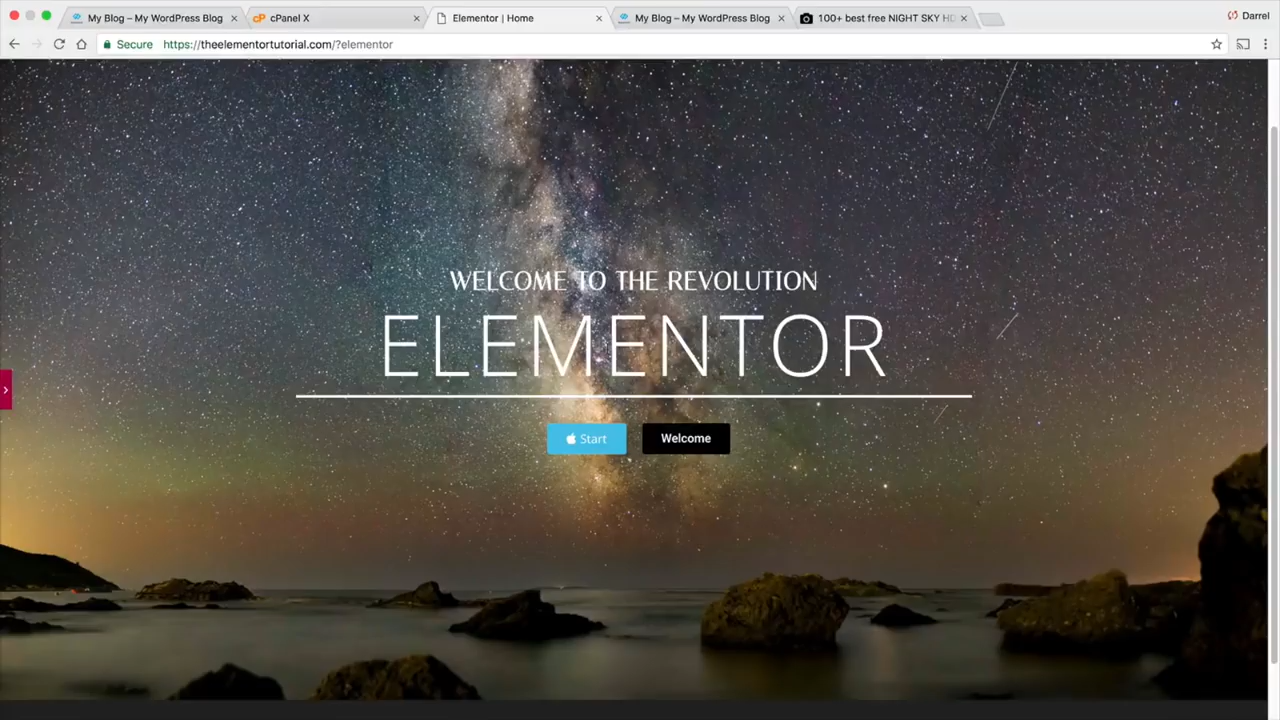 My Blog – My WordPress Blog
cPanel X
Elementor | Home
My Blog – My WordPress Blog
100+ best free NIGHT SKY HD
Darrel
Secure
https://theelementortutorial.com/?elementor
WELCOME TO THE REVOLUTION
ELEMENTOR
Start
Welcome